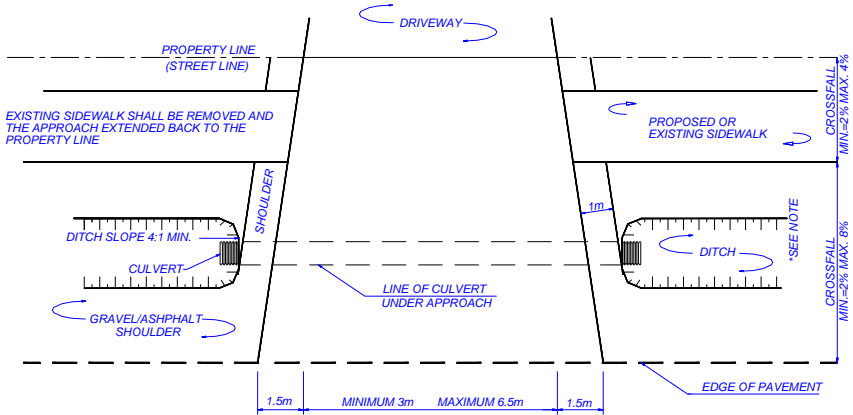 DRIVEWAY
PROPERTY LINE
(STREET LINE)
EXISTING SIDEWALK SHALL BE REMOVED AND
THE APPROACH EXTENDED BACK TO THE
PROPERTY LINE
PROPOSED OR
EXISTING SIDEWALK
CROSSFALL
MIN.=2% MAX. 4%
SHOULDER
1m
DITCH SLOPE 4:1 MIN.
CULVERT
DITCH
*SEE NOTE
CROSSFALL
MIN.=2% MAX. 8%
LINE OF CULVERT
UNDER APPROACH
GRAVEL/ASHPHALT
SHOULDER
EDGE OF PAVEMENT
1.5m
MINIMUM 3m MAXIMUM 6.5m
1.5m